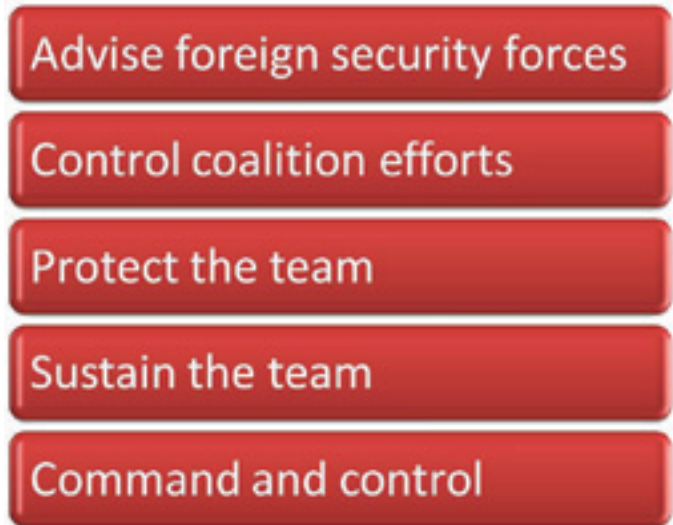 Advise foreign security forces
Control coalition efforts
Protect the team
Sustain the team
Command and control